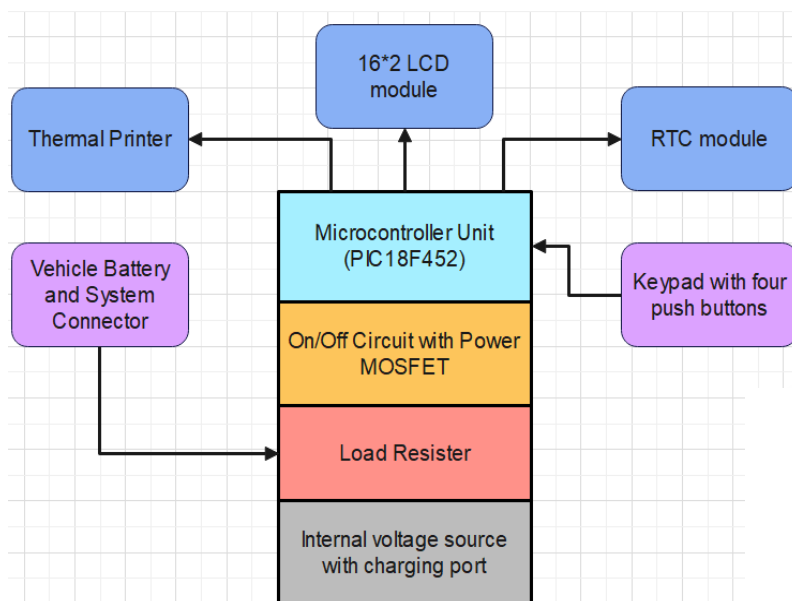 16*2 LCD
module
Thermal Printer
RTC module
Microcontroller Unit
(PIC18F452)
Vehicle Battery
and System
Connector
Keypad with four
push buttons
On/Off Circuit with Power
MOSFET
Load Resister
Internal voltage source
with charging port